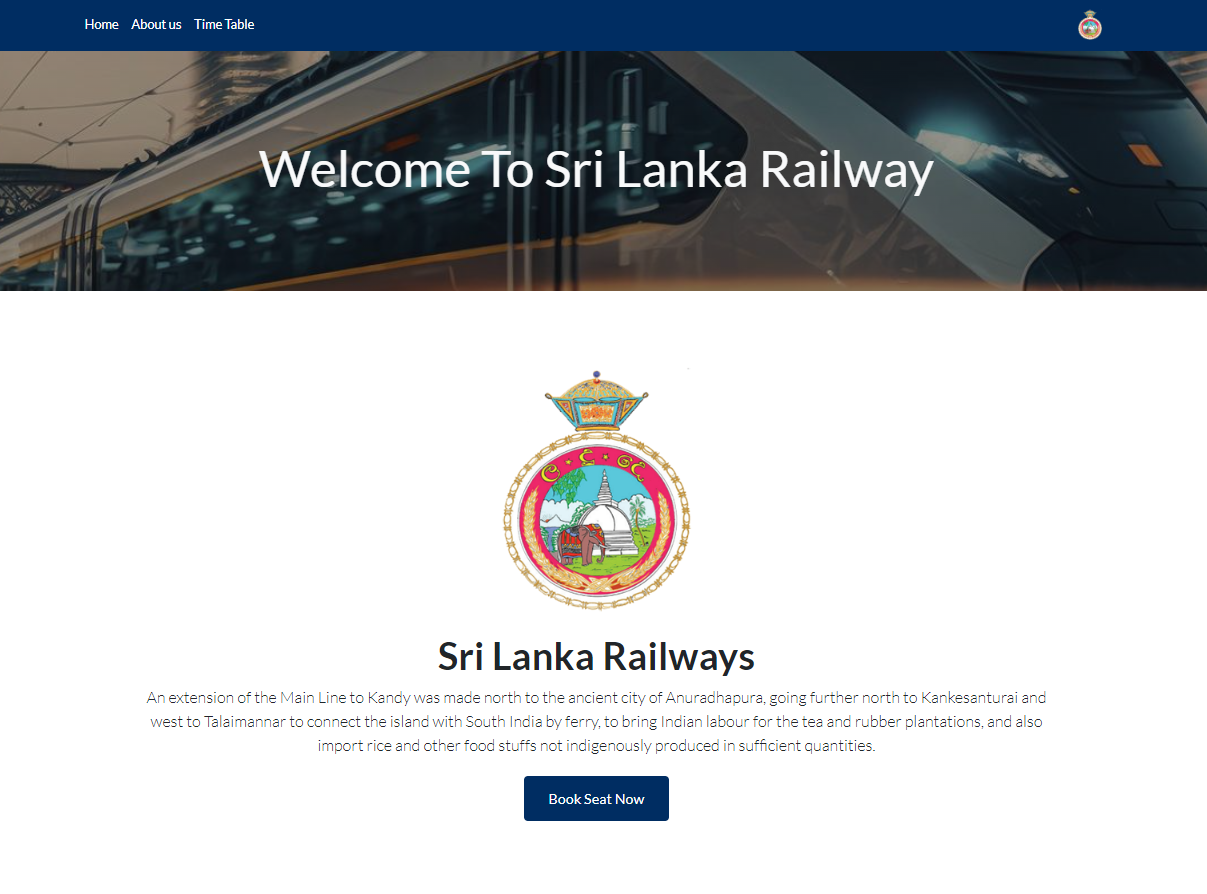 Home About us Time Table
Welcome To Sri Lanka Railway
Sri Lanka Railways
An extension of the Main Line to Kandy was made north to the ancient city of Anuradhapura, going further north to Kankesanturai and
west to Talaimannar to connect the island with South India by ferry, to bring Indian labour for the tea and rubber plantations, and also
import rice and other food stuffs not indigenously produced in sufficient quantities.
Book Seat Now